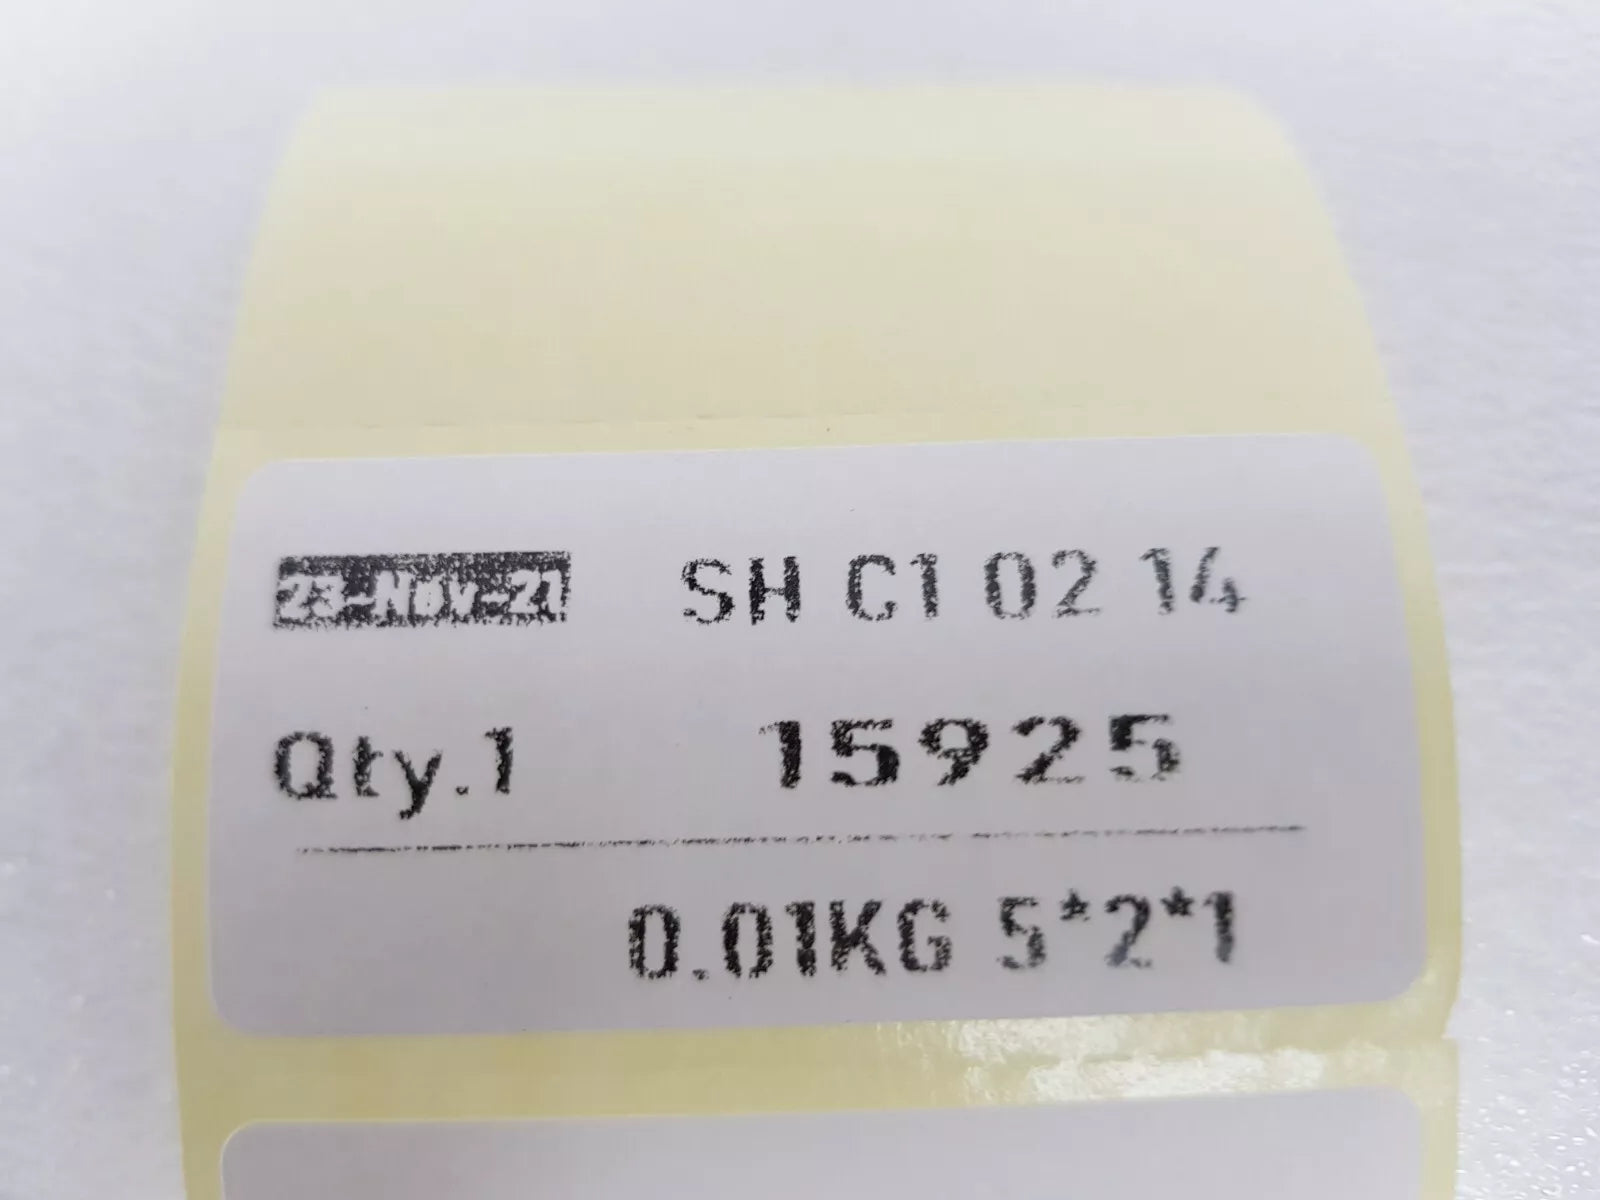 23-Nov-21 SH C1 02 14
Qty.1 15925
0.01KG 5*2*1